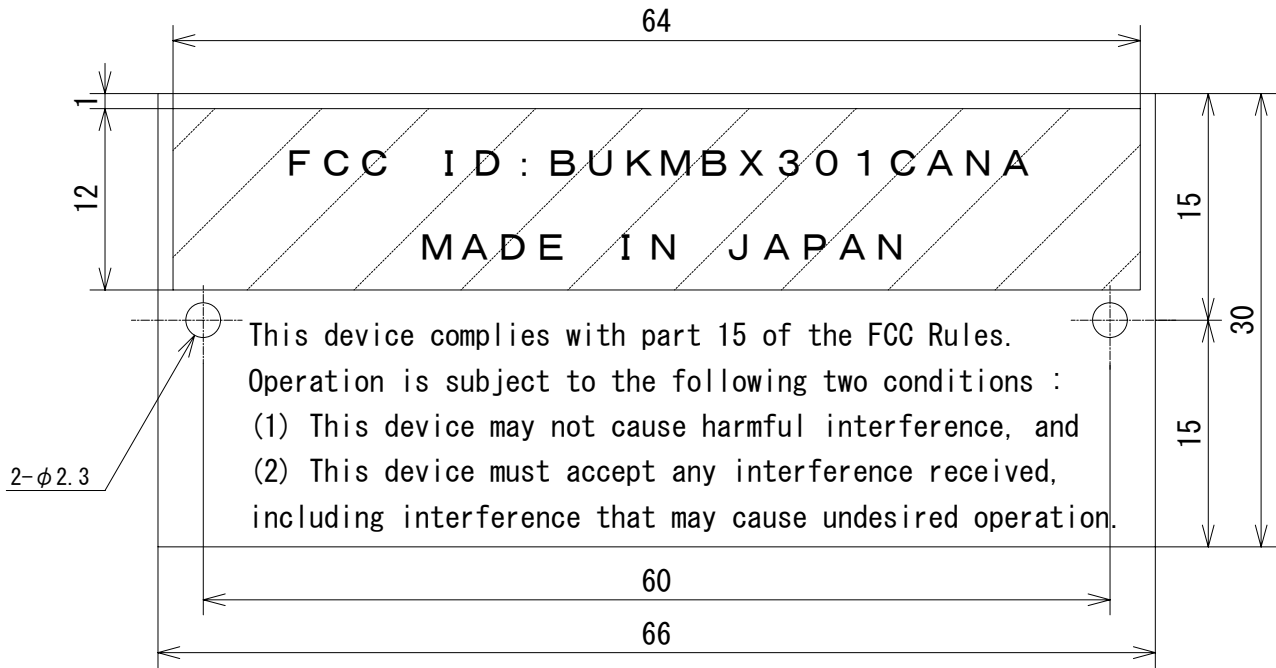 64
1
12
FCC ID:BUKMBX301CANA
MADE IN JAPAN
15
30
This device complies with part 15 of the FCC Rules.
Operation is subject to the following two conditions :
(1) This device may not cause harmful interference, and
(2) This device must accept any interference received,
including interference that may cause undesired operation.
15
2-φ2.3
60
66